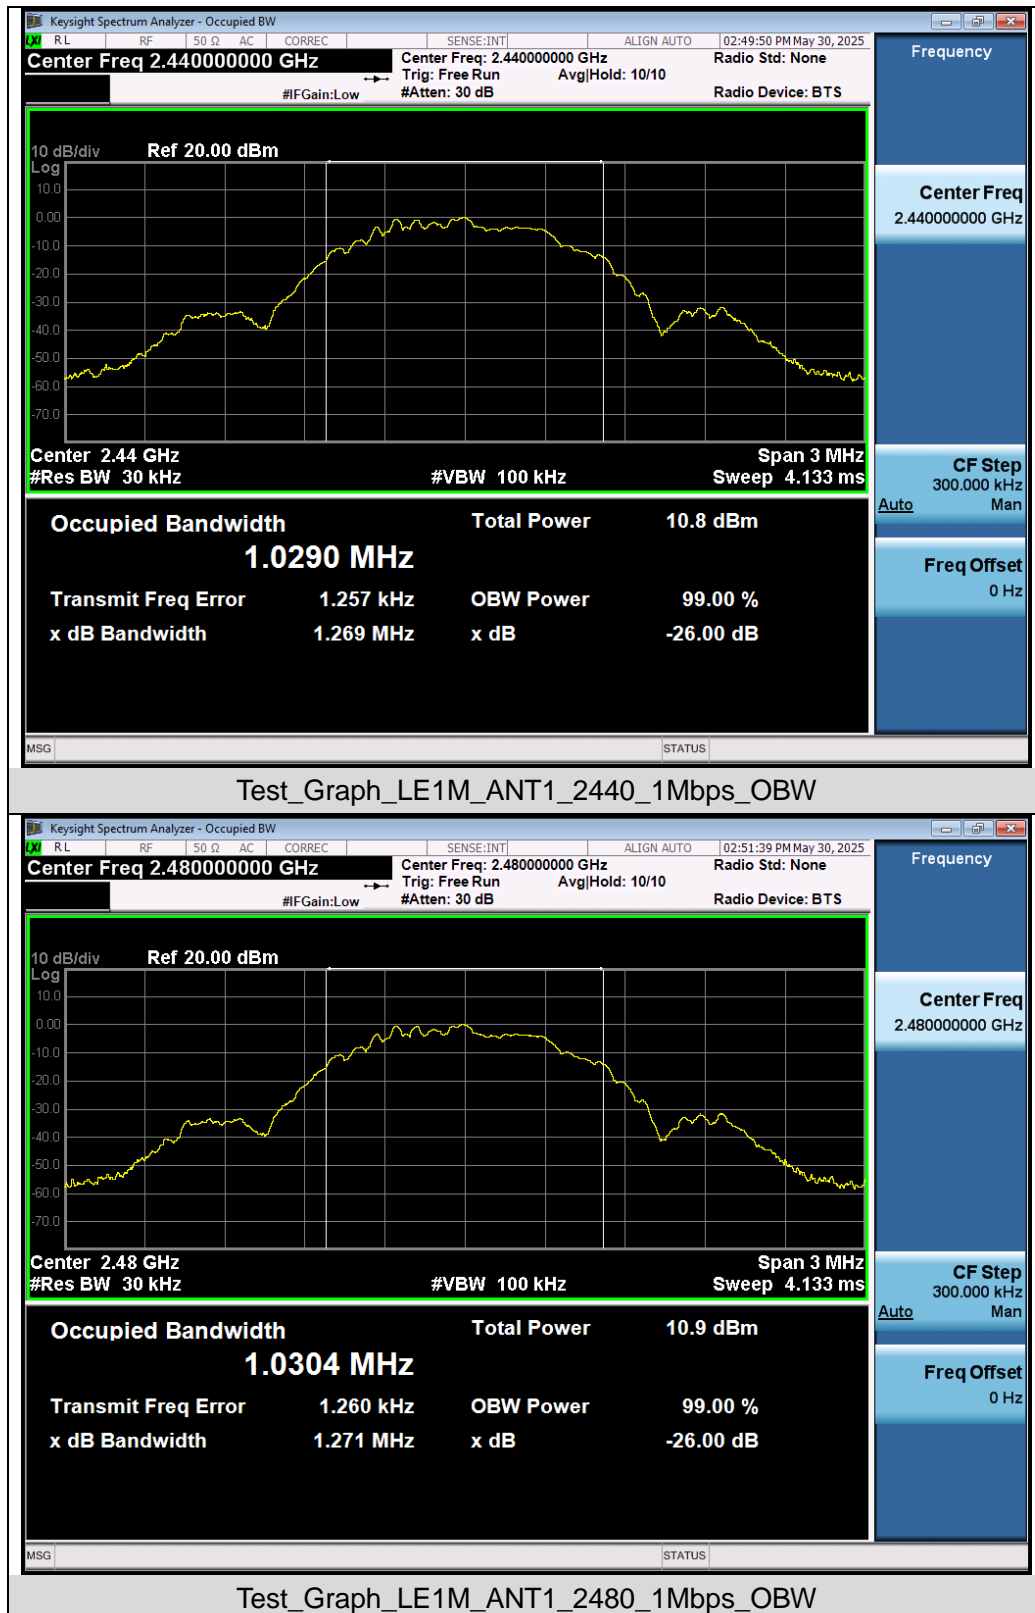 Keysight Spectrum Analyzer - Occupied BW
LXI RL RF 50 Ω AC CORREC SENSE:INT ALIGN AUTO 02:49:50 PM May 30, 2025
Center Freq 2.440000000 GHz
Center Freq: 2.440000000 GHz
Radio Std: None
Trig: Free Run Avg|Hold: 10/10
#IFGain:Low #Atten: 30 dB Radio Device: BTS
Frequency
10 dB/div Ref 20.00 dBm
Log
10.0
0.00
-10.0
-20.0
-30.0
-40.0
-50.0
-60.0
-70.0
Center 2.44 GHz Span 3 MHz
#Res BW 30 kHz #VBW 100 kHz Sweep 4.133 ms
Center Freq
2.440000000 GHz
CF Step
300.000 kHz
Auto Man
Freq Offset
0 Hz
Occupied Bandwidth Total Power 10.8 dBm
1.0290 MHz
Transmit Freq Error 1.257 kHz OBW Power 99.00 %
x dB Bandwidth 1.269 MHz x dB -26.00 dB
MSG STATUS
Test_Graph_LE1M_ANT1_2440_1Mbps_OBW
Keysight Spectrum Analyzer - Occupied BW
LXI RL RF 50 Ω AC CORREC SENSE:INT ALIGN AUTO 02:51:39 PM May 30, 2025
Center Freq 2.480000000 GHz
Center Freq: 2.480000000 GHz
Radio Std: None
Trig: Free Run Avg|Hold: 10/10
#IFGain:Low #Atten: 30 dB Radio Device: BTS
Frequency
10 dB/div Ref 20.00 dBm
Log
10.0
0.00
-10.0
-20.0
-30.0
-40.0
-50.0
-60.0
-70.0
Center 2.48 GHz Span 3 MHz
#Res BW 30 kHz #VBW 100 kHz Sweep 4.133 ms
Center Freq
2.480000000 GHz
CF Step
300.000 kHz
Auto Man
Freq Offset
0 Hz
Occupied Bandwidth Total Power 10.9 dBm
1.0304 MHz
Transmit Freq Error 1.260 kHz OBW Power 99.00 %
x dB Bandwidth 1.271 MHz x dB -26.00 dB
MSG STATUS
Test_Graph_LE1M_ANT1_2480_1Mbps_OBW